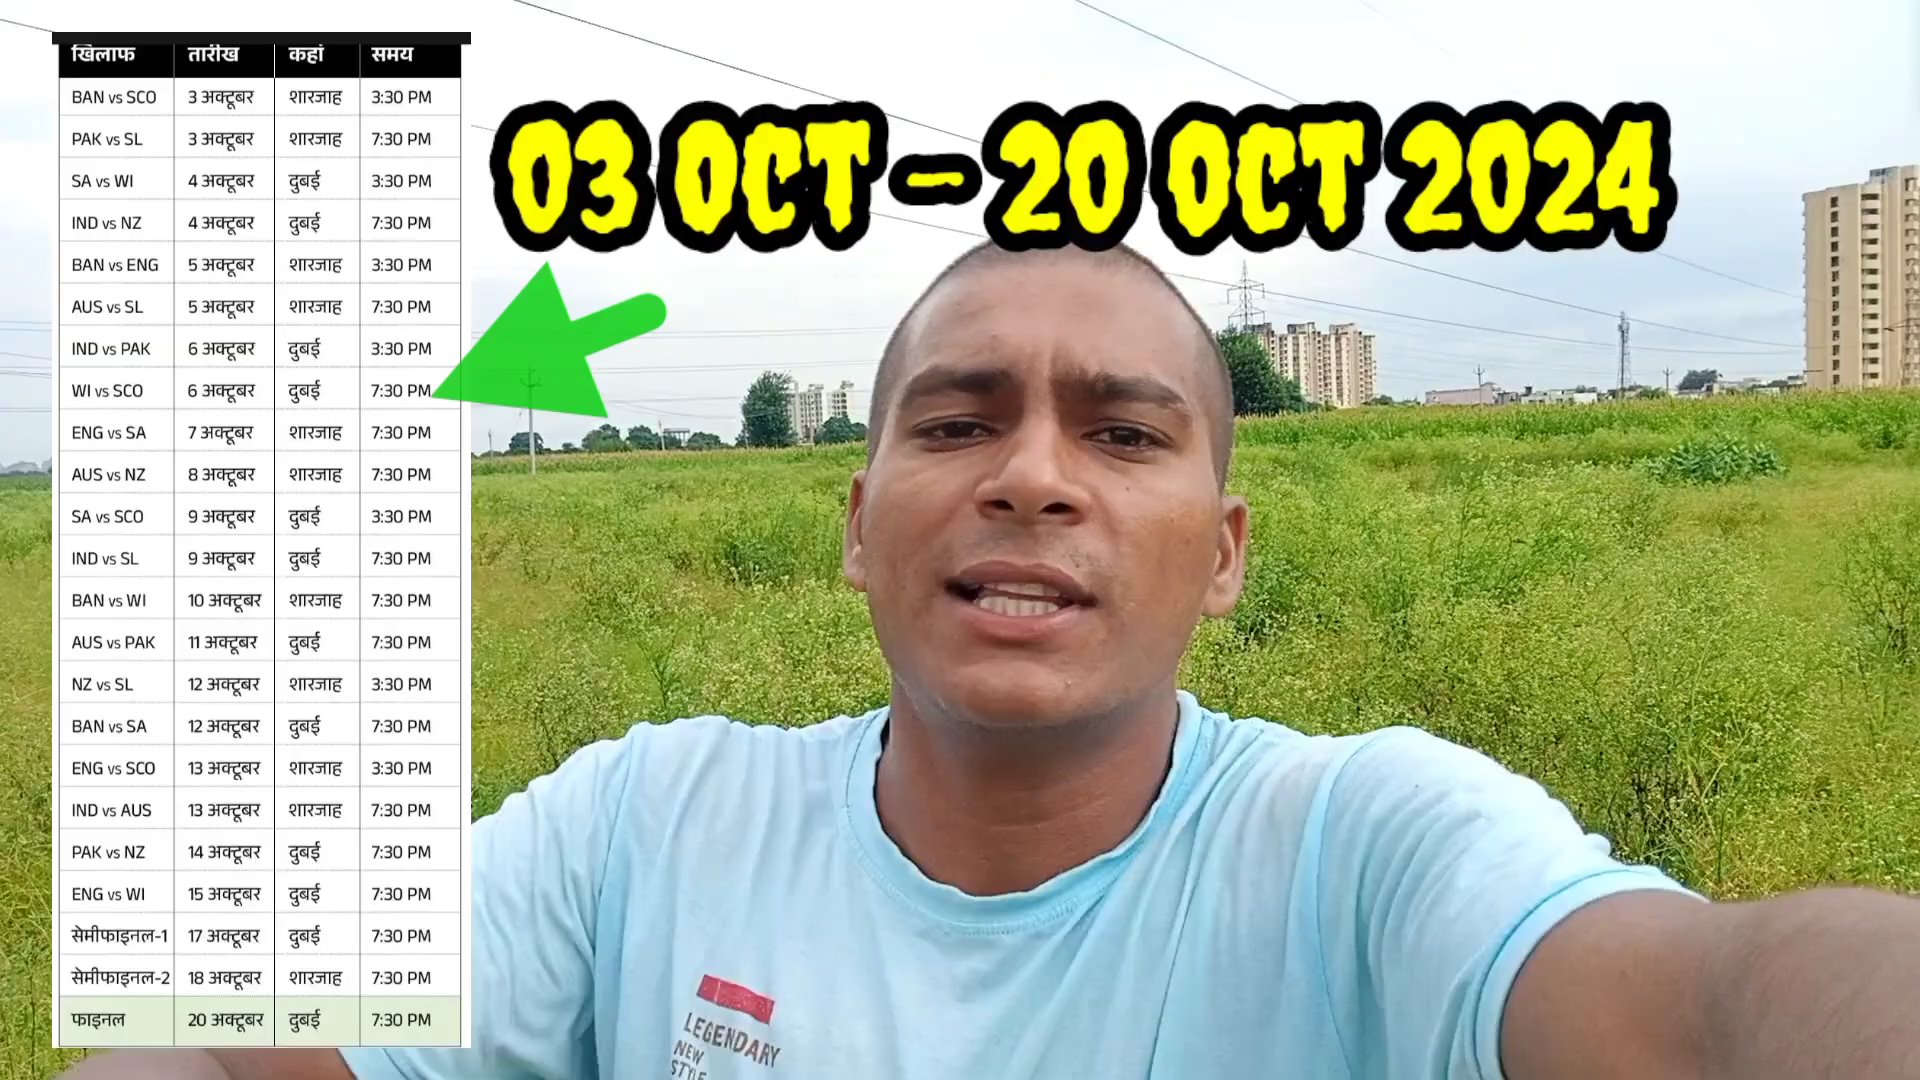 खिलाफ तारीख कहां समय
BAN vs SCO 3 अक्टूबर शारजाह 3:30 PM
PAK vs SL 3 अक्टूबर शारजाह 7:30 PM
SA vs WI 4 अक्टूबर दुबई 3:30 PM
IND vs NZ 4 अक्टूबर दुबई 7:30 PM
BAN vs ENG 5 अक्टूबर शारजाह 3:30 PM
AUS vs SL 5 अक्टूबर शारजाह 7:30 PM
IND vs PAK 6 अक्टूबर दुबई 3:30 PM
WI vs SCO 6 अक्टूबर दुबई 7:30 PM
ENG vs SA 7 अक्टूबर शारजाह 7:30 PM
AUS vs NZ 8 अक्टूबर शारजाह 7:30 PM
SA vs SCO 9 अक्टूबर दुबई 3:30 PM
IND vs SL 9 अक्टूबर दुबई 7:30 PM
BAN vs WI 10 अक्टूबर शारजाह 7:30 PM
AUS vs PAK 11 अक्टूबर दुबई 7:30 PM
NZ vs SL 12 अक्टूबर शारजाह 3:30 PM
BAN vs SA 12 अक्टूबर दुबई 7:30 PM
ENG vs SCO 13 अक्टूबर शारजाह 3:30 PM
IND vs AUS 13 अक्टूबर शारजाह 7:30 PM
PAK vs NZ 14 अक्टूबर दुबई 7:30 PM
ENG vs WI 15 अक्टूबर दुबई 7:30 PM
सेमीफाइनल-1 17 अक्टूबर दुबई 7:30 PM
सेमीफाइनल-2 18 अक्टूबर शारजाह 7:30 PM
फाइनल 20 अक्टूबर दुबई 7:30 PM
03 OCT - 20 OCT 2024
LEGENDARY
NEW
STYLE